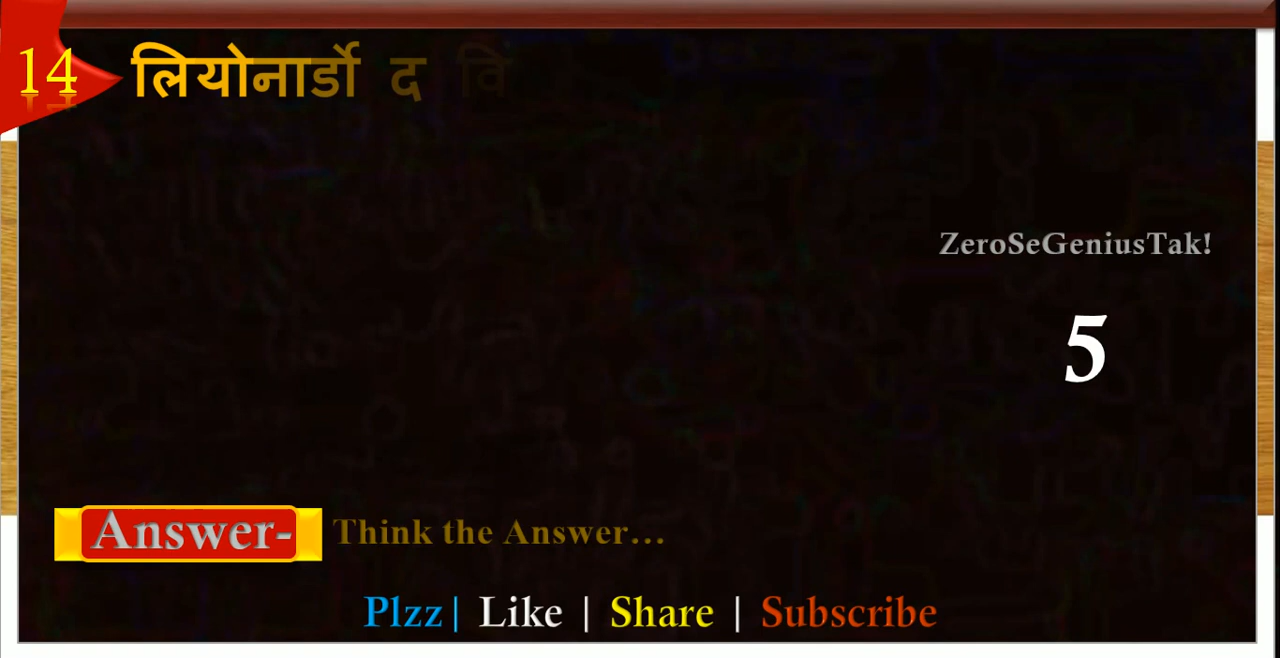 14 लियोनार्डो द वि
ZeroSeGeniusTak!
5
Answer- Think the Answer...
Plzz| Like | Share | Subscribe